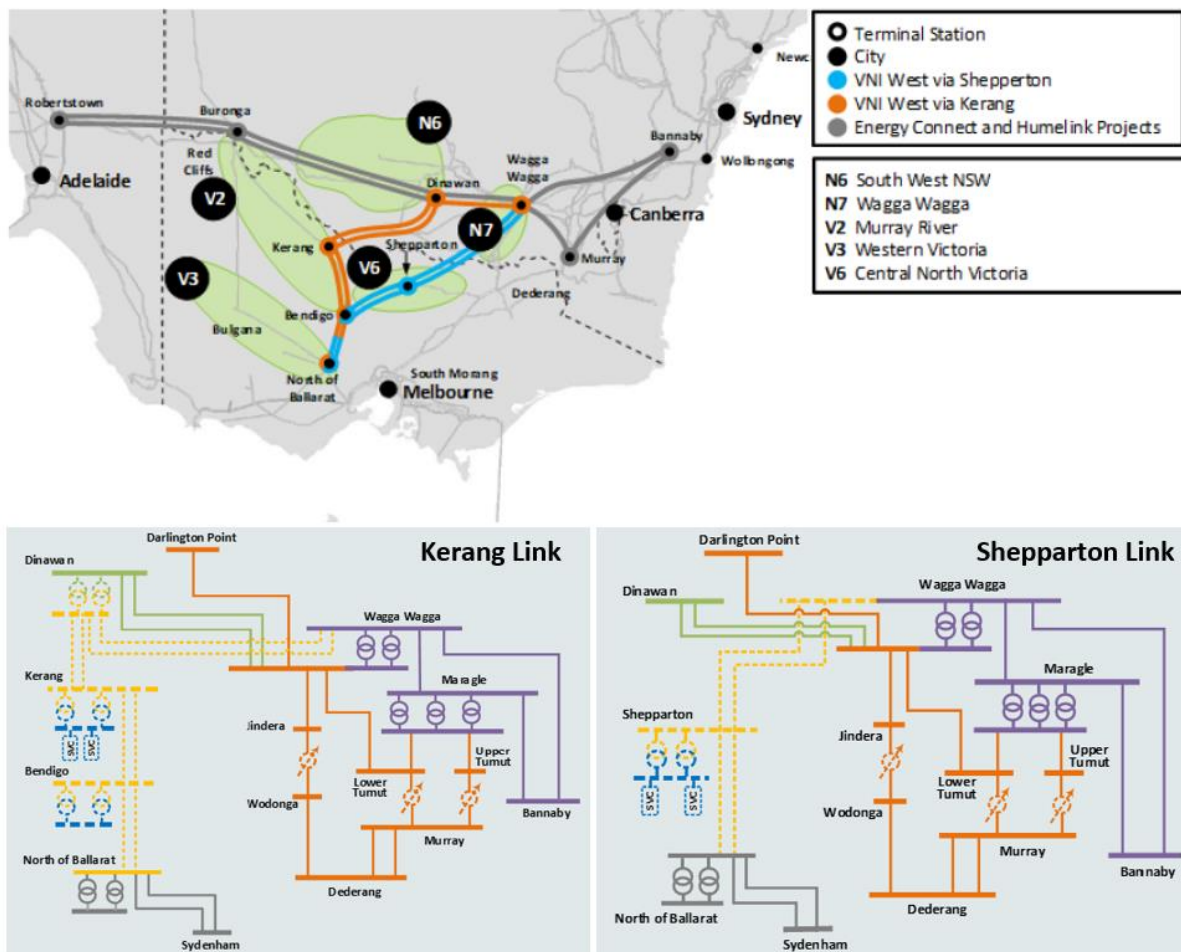 Terminal Station
City
VNI West via Shepperton
VNI West via Kerang
Energy Connect and Humelink Projects
N6 South West NSW
N7 Wagga Wagga
V2 Murray River
V3 Western Victoria
V6 Central North Victoria
Newc
Sydney
Wollongong
Bannaby
Canberra
Murray
Robertstown
Buronga
N6
Adelaide
Red
Cliffs
V2
Wagga
Wagga
Dinawan
N7
Kerang
Shepparton
V6
Dederang
V3
Bulgana
Bendigo
North of
Ballarat
South Morang
Melbourne
Kerang Link
Darlington Point
Dinawan
Wagga Wagga
Kerang
Maragle
SVC
SVC
Jindera
Bendigo
Lower
Tumut
Upper
Tumut
Wodonga
Bannaby
Murray
North of Ballarat
Dederang
Sydenham
Shepparton Link
Darlington Point
Dinawan
Wagga Wagga
Maragle
Shepparton
Jindera
SVC
SVC
Lower
Tumut
Upper
Tumut
Wodonga
Murray
Bannaby
North of Ballarat
Dederang
Sydenham